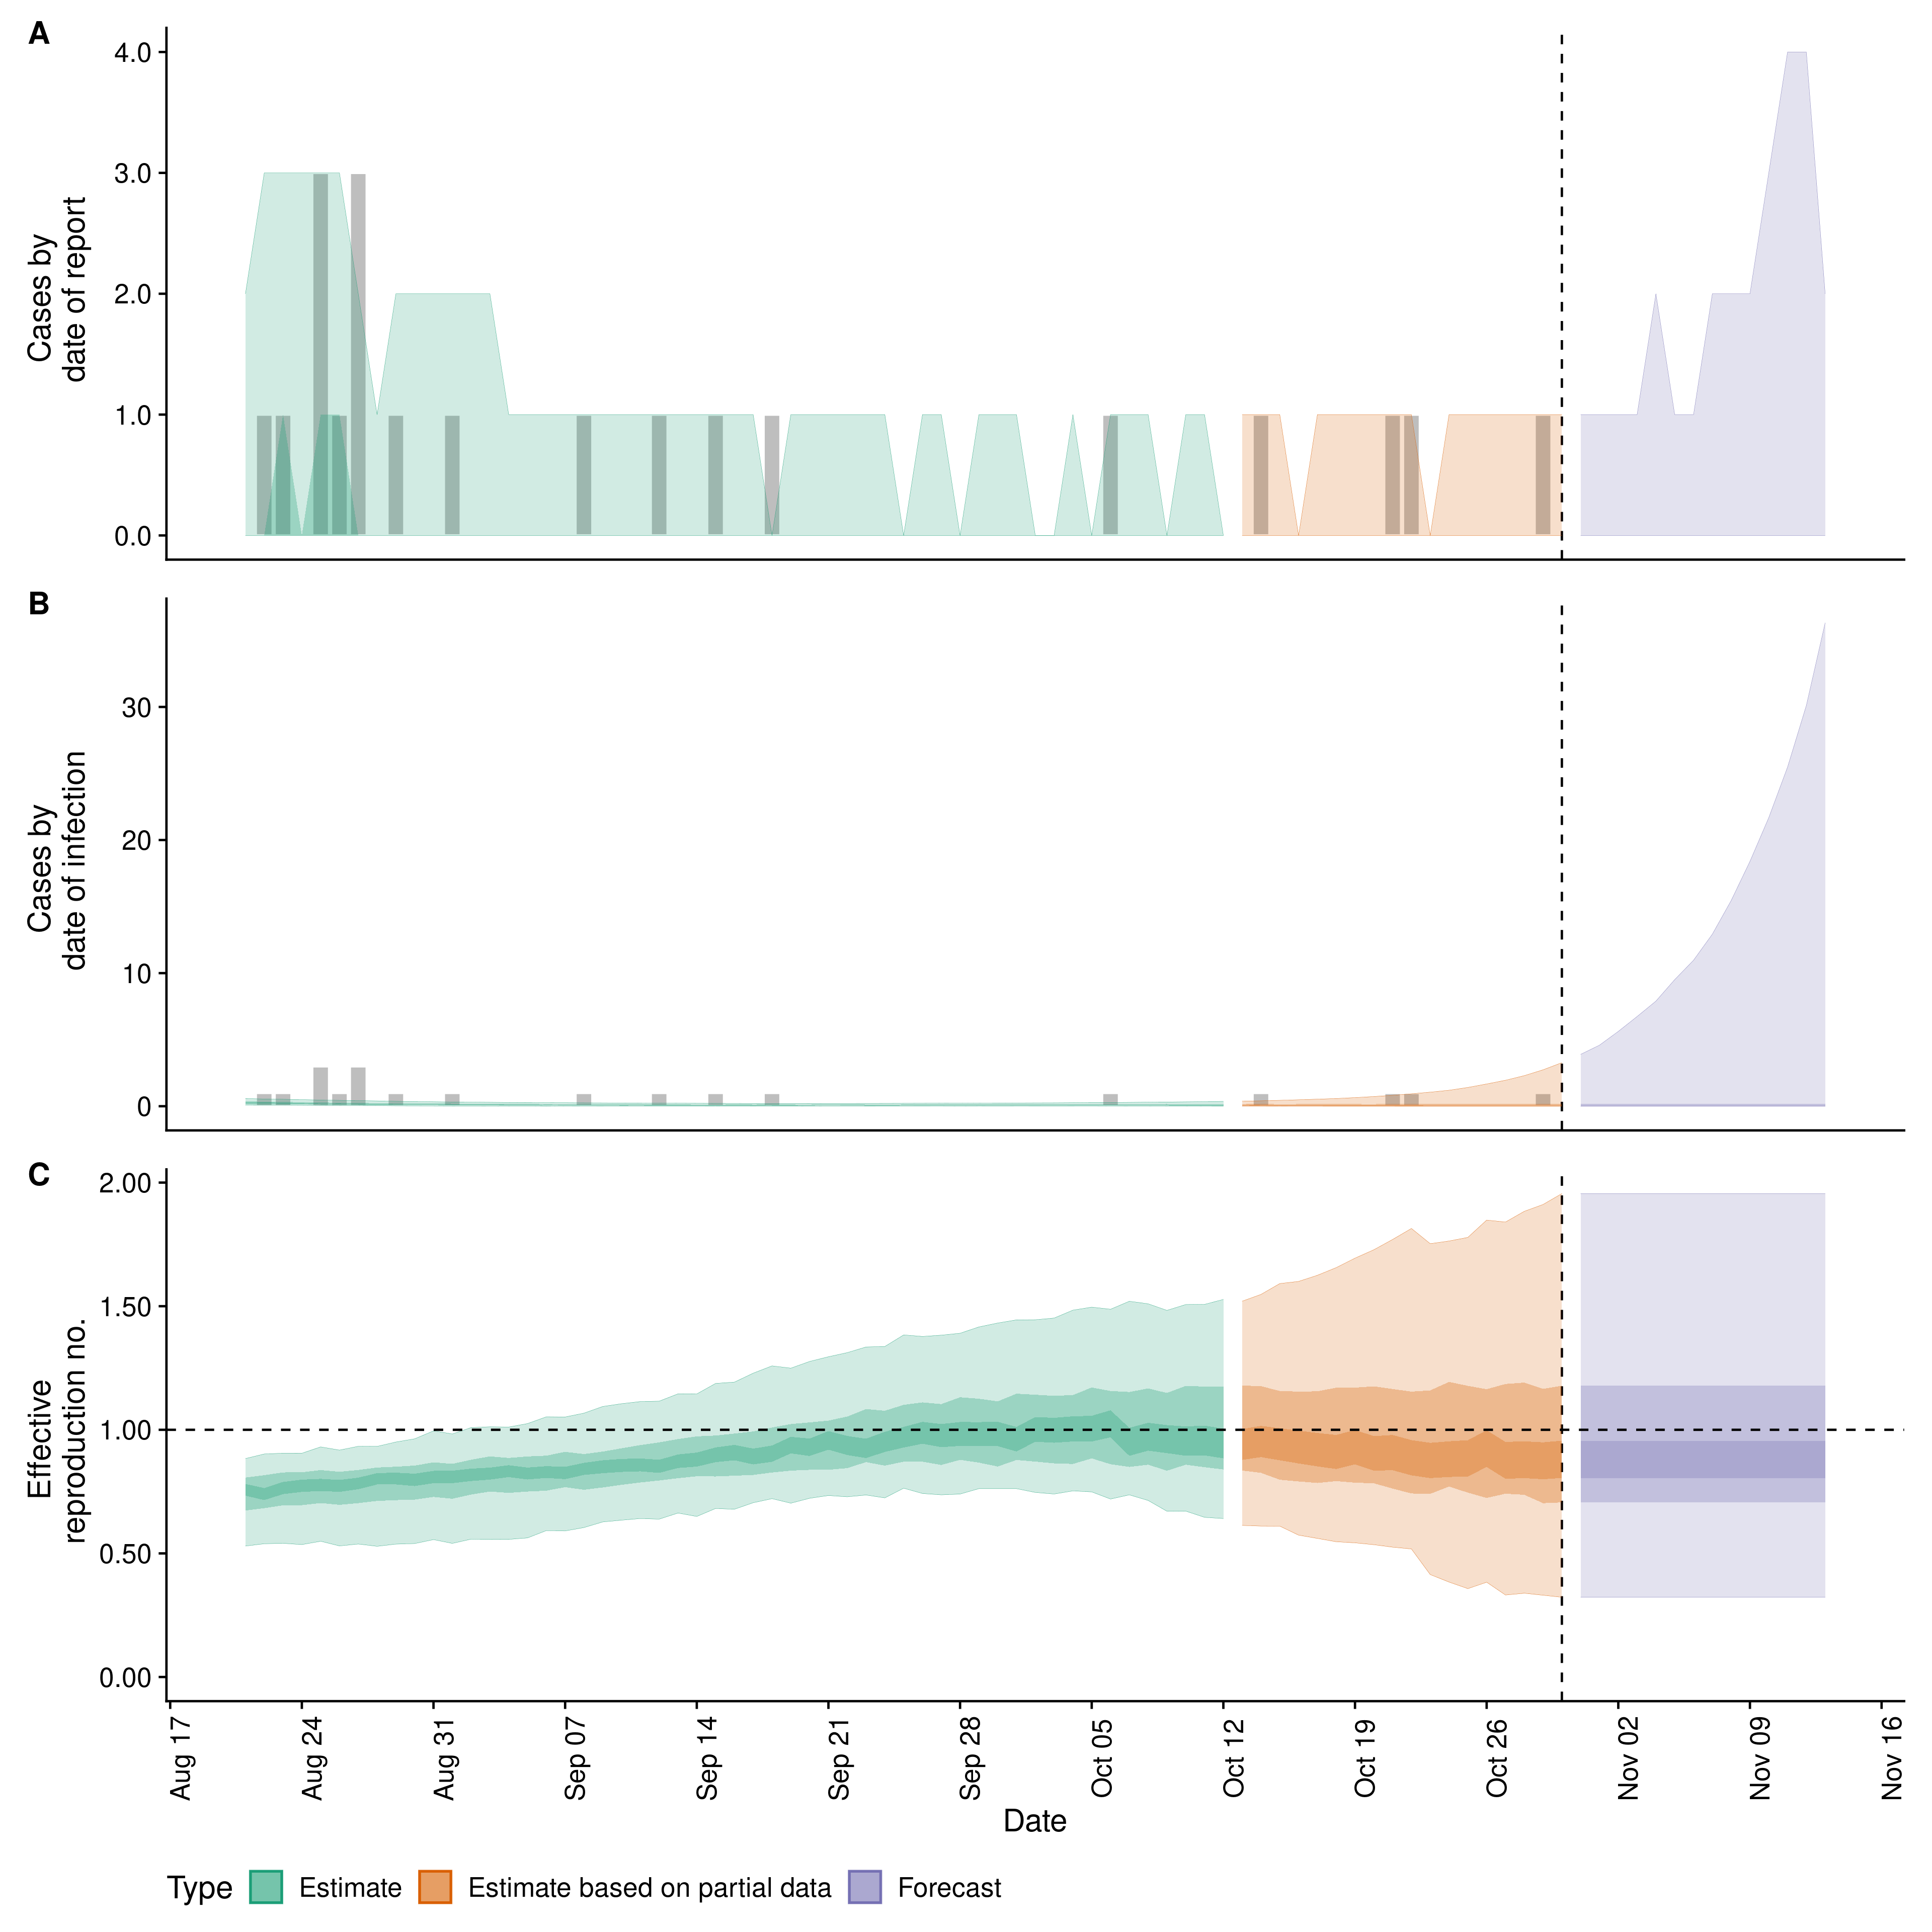 A
Cases by
date of report
4.0
3.0
2.0
1.0
0.0
B
Cases by
date of infection
30
20
10
0
C
Effective
reproduction no.
2.00
1.50
1.00
0.50
0.00
Aug 17
Aug 24
Aug 31
Sep 07
Sep 14
Sep 21
Sep 28
Oct 05
Oct 12
Oct 19
Oct 26
Nov 02
Nov 09
Nov 16
Date
Type Estimate Estimate based on partial data Forecast